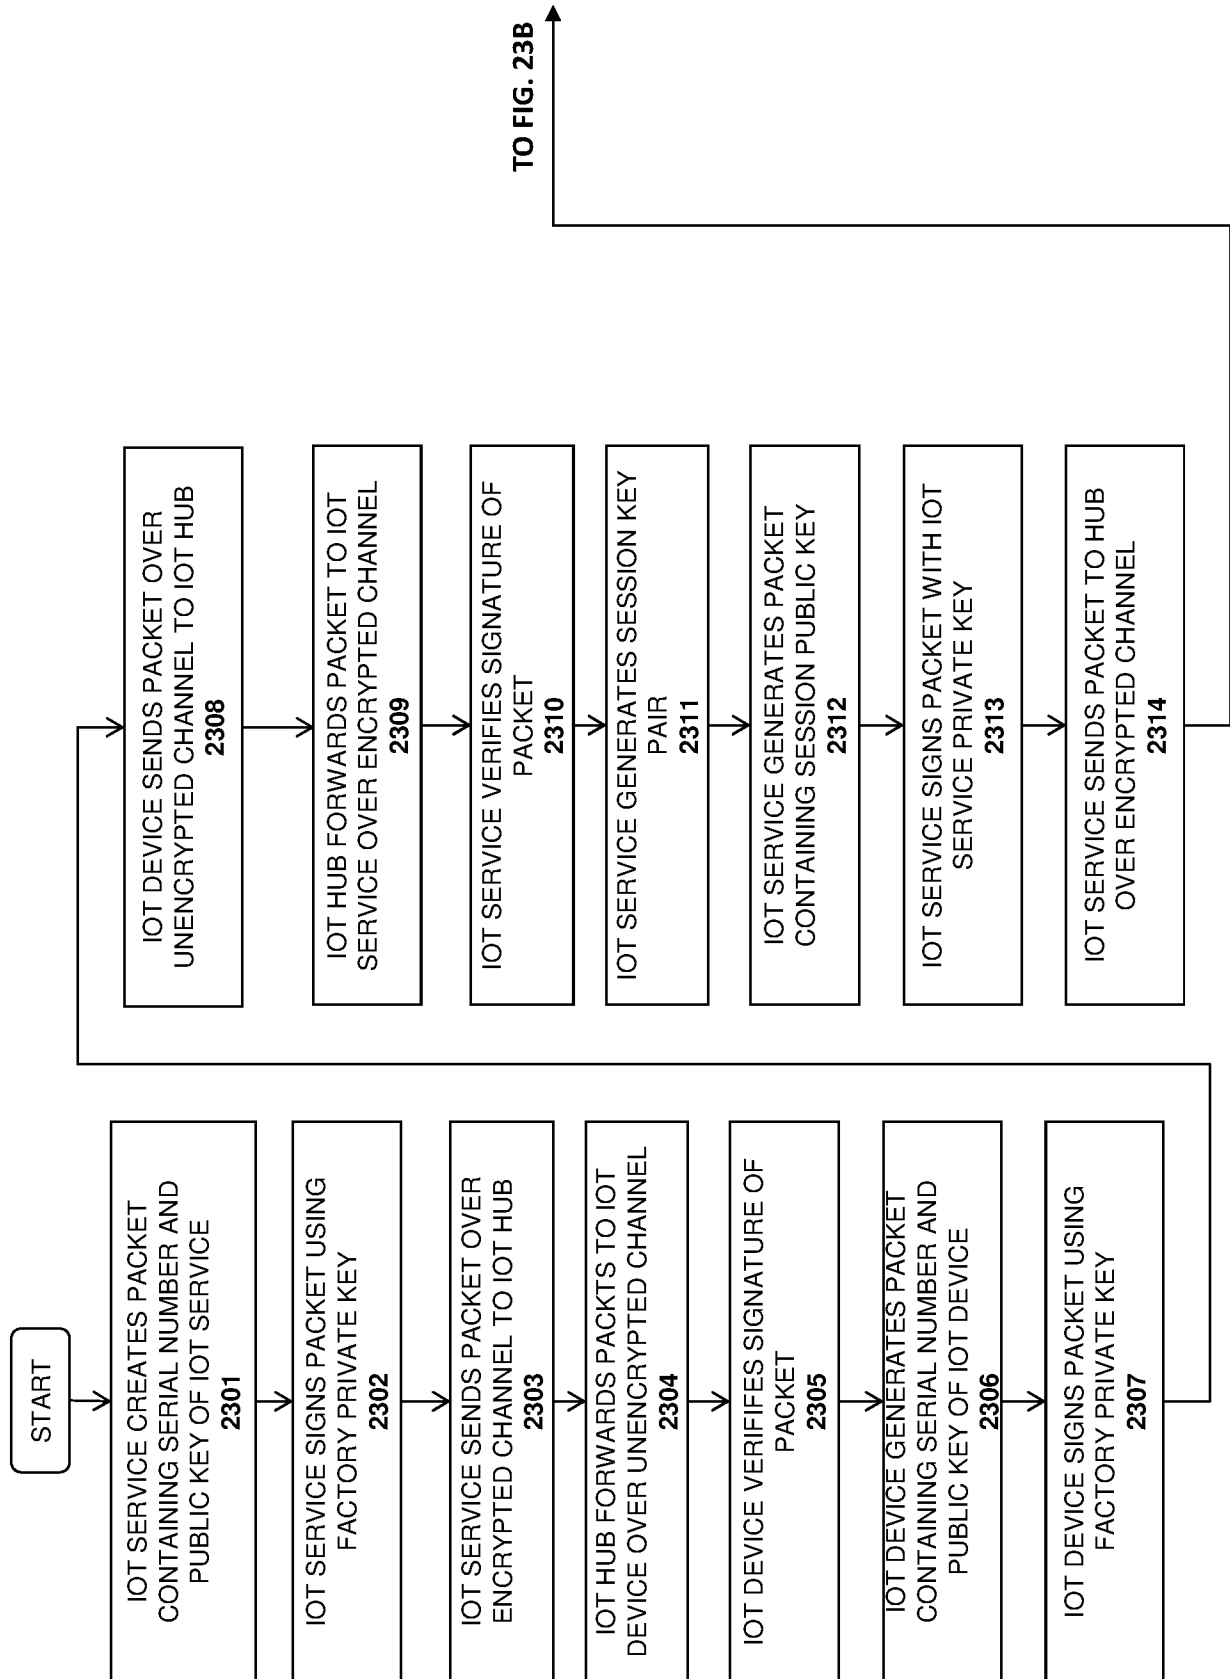 START
IOT SERVICE CREATES PACKET
CONTAINING SERIAL NUMBER AND
PUBLIC KEY OF IOT SERVICE
2301
IOT SERVICE SIGNS PACKET USING
FACTORY PRIVATE KEY
2302
IOT SERVICE SENDS PACKET OVER
ENCRYPTED CHANNEL TO IOT HUB
2303
IOT HUB FORWARDS PACKTS TO IOT
DEVICE OVER UNENCRYPTED CHANNEL
2304
IOT DEVICE VERIFIFES SIGNATURE OF
PACKET
2305
IOT DEVICE GENERATES PACKET
CONTAINING SERIAL NUMBER AND
PUBLIC KEY OF IOT DEVICE
2306
IOT DEVICE SIGNS PACKET USING
FACTORY PRIVATE KEY
2307
IOT DEVICE SENDS PACKET OVER
UNENCRYPTED CHANNEL TO IOT HUB
2308
IOT HUB FORWARDS PACKET TO IOT
SERVICE OVER ENCRYPTED CHANNEL
2309
IOT SERVICE VERIFIES SIGNATURE OF
PACKET
2310
IOT SERVICE GENERATES SESSION KEY
PAIR
2311
IOT SERVICE GENERATES PACKET
CONTAINING SESSION PUBLIC KEY
2312
IOT SERVICE SIGNS PACKET WITH IOT
SERVICE PRIVATE KEY
2313
IOT SERVICE SENDS PACKET TO HUB
OVER ENCRYPTED CHANNEL
2314
TO FIG. 23B